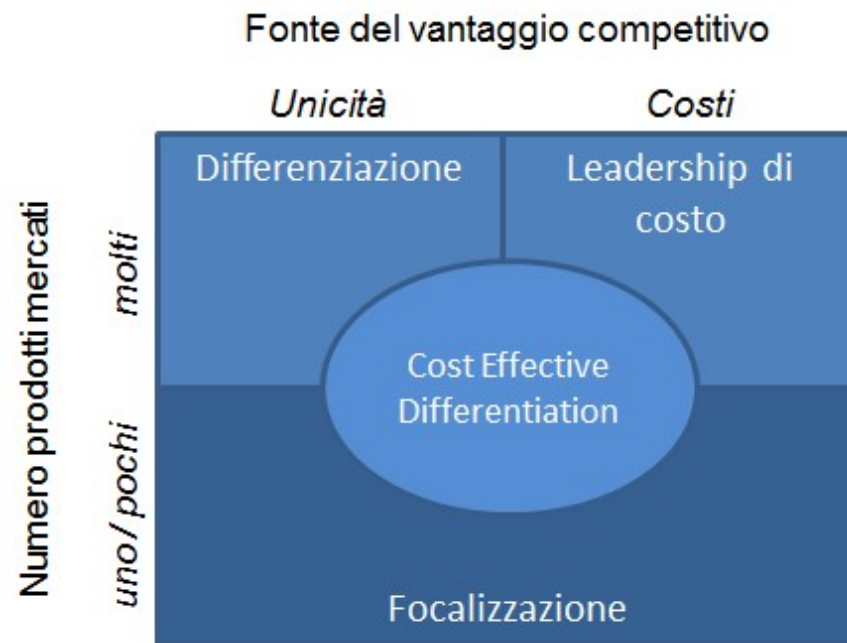 Fonte del vantaggio competitivo
Unicità Costi
Differenziazione Leadership di
costo
Numero prodotti mercati
molti
Cost Effective
Differentiation
uno/ pochi
Focalizzazione